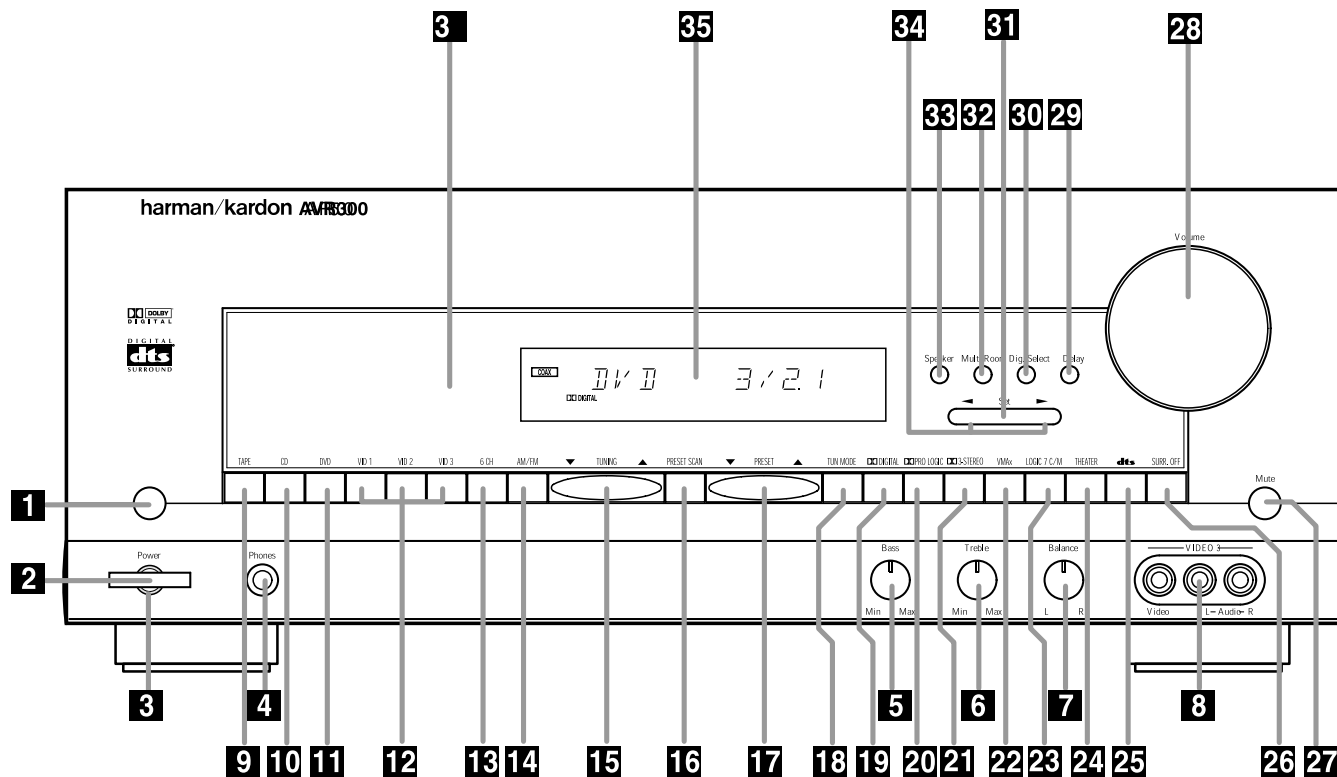 3 35 34 31 28
33 32 30 29
harman/kardon
Volume
DOLBY
DIGITAL
DIGITAL
dts
SURROUND
Speaker Multi-Room Dig. Select Delay
COAX DVD 3/2.1
DIGITAL
Set
TAPE CD DVD VID 1 VID 2 VID 3 6 CH AM/FM TUNING PRESET SCAN PRESET TUN MODE DIGITAL PRO LOGIC 3-STEREO VMAx LOGIC 7 C/M THEATER dts SURR. OFF
1
Mute
Power Phones Bass Treble Balance VIDEO 3
2
Min Max Min Max L R Video L – Audio – R
3 4 5 6 7 8
9 10 11 12 13 14 15 16 17 18 19 20 21 22 23 24 25 26 27